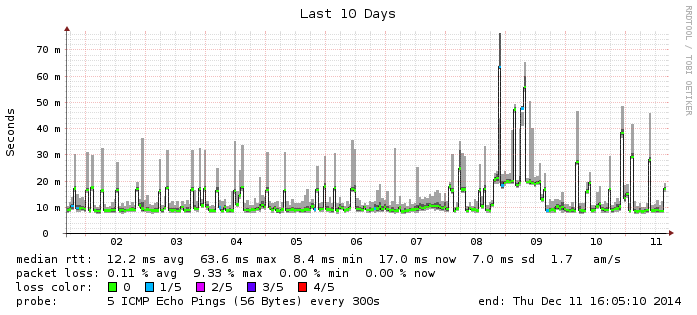 Last 10 Days
RRDTOOL / TOBI OETIKER
Seconds
70 m
60 m
50 m
40 m
30 m
20 m
10 m
0
02 03 04 05 06 07 08 09 10 11
median rtt: 12.2 ms avg 63.6 ms max 8.4 ms min 17.0 ms now 7.0 ms sd 1.7 am/s
packet loss: 0.11 % avg 9.33 % max 0.00 % min 0.00 % now
loss color: 0 1/5 2/5 3/5 4/5
probe: 5 ICMP Echo Pings (56 Bytes) every 300s end: Thu Dec 11 16:05:10 2014